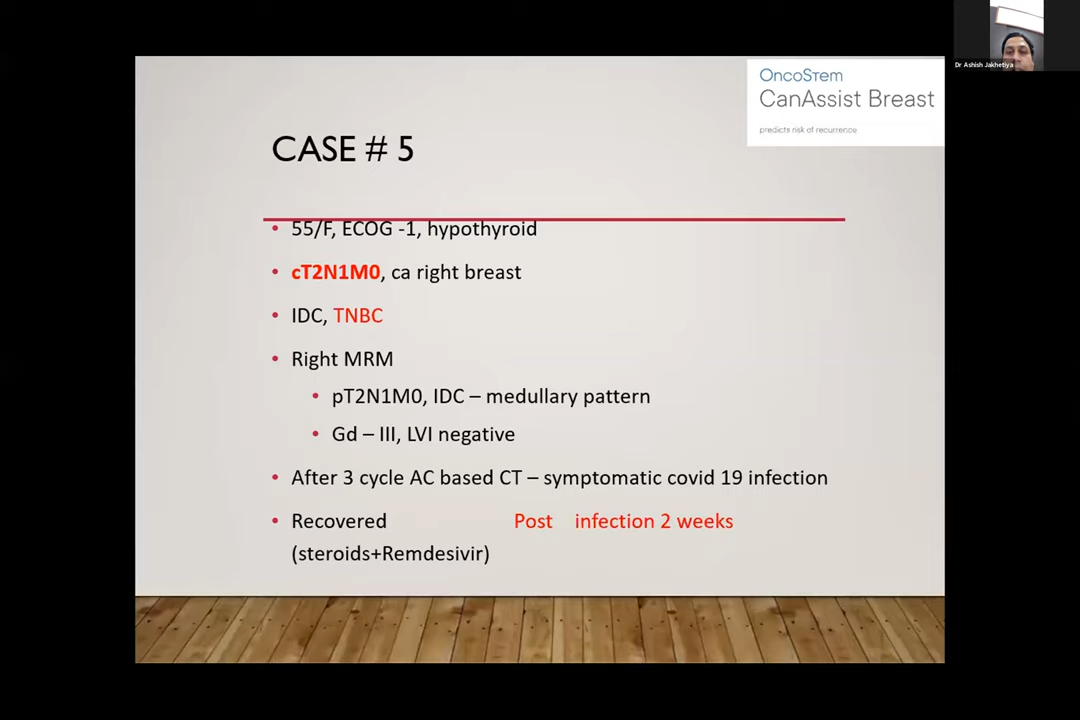 Dr Ashish Jakhetiya
OncoSTem
CanAssist Breast
predicts risk of recurrence
CASE # 5
• 55/F, ECOG -1, hypothyroid
• cT2N1M0, ca right breast
• IDC, TNBC
• Right MRM
• pT2N1M0, IDC – medullary pattern
• Gd – III, LVI negative
• After 3 cycle AC based CT – symptomatic covid 19 infection
• Recovered Post infection 2 weeks
(steroids+Remdesivir)